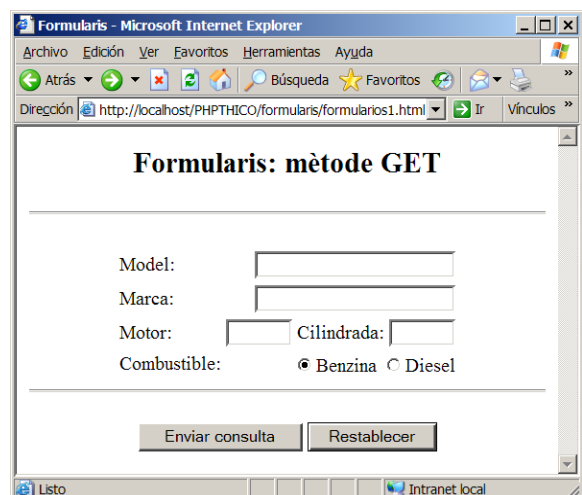 Formularis - Microsoft Internet Explorer
Archivo Edición Ver Favoritos Herramientas Ayuda
Atrás Búsqueda Favoritos »
Dirección http://localhost/PHPTHICO/formularis/formularios1.html Ir Vínculos »
Formularis: mètode GET
Model:
Marca:
Motor: Cilindrada:
Combustible: Benzina Diesel
Enviar consulta Restablecer
Listo Intranet local